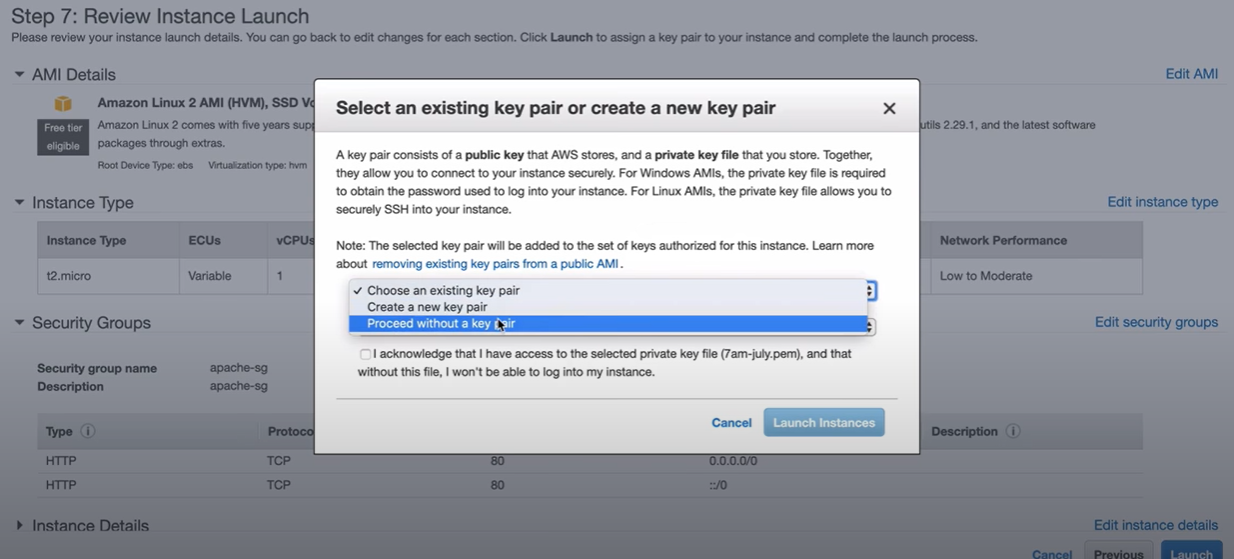 Step 7: Review Instance Launch
Please review your instance launch details. You can go back to edit changes for each section. Click Launch to assign a key pair to your instance and complete the launch process.
AMI Details
Edit AMI
Free tier
eligible
Amazon Linux 2 AMI (HVM), SSD
Amazon Linux 2 comes with five years
2.29.1, and the latest software
packages through extras.
Root Device Type: ebs Virtualization type: hvm
Select an existing key pair or create a new key pair
A key pair consists of a public key that AWS stores, and a private key file that you store. Together,
they allow you to connect to your instance securely. For Windows AMIs, the private key file is required
to obtain the password used to log into your instance. For Linux AMIs, the private key file allows you to
securely SSH into your instance.
Note: The selected key pair will be added to the set of keys authorized for this instance. Learn more
about removing existing key pairs from a public AMI .
✓ Choose an existing key pair
Create a new key pair
Proceed without a key pair
I acknowledge that I have access to the selected private key file (7am-july.pem), and that
without this file, I won't be able to log into my instance.
Cancel Launch Instances
Instance Type
Edit instance type
Instance Type ECUs vCPUs Network Performance
t2.micro Variable 1 Low to Moderate
Security Groups
Edit security groups
Security group name apache-sg
Description apache-sg
Type Description
HTTP TCP 80 0.0.0.0/0
HTTP TCP 80 ::/0
Instance Details
Edit instance details
Cancel Previous Launch